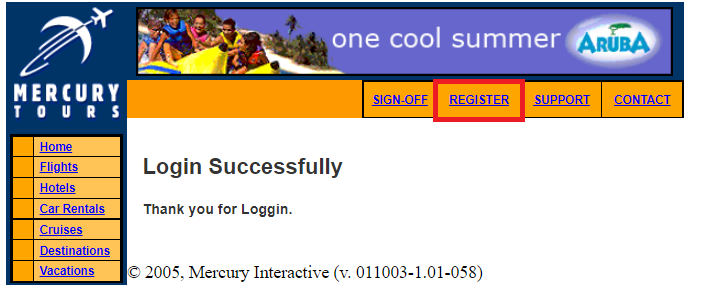 one cool summer ARUBA
MERCURY
TOURS
SIGN-OFF REGISTER SUPPORT CONTACT
Home
Flights
Hotels
Car Rentals
Cruises
Destinations
Vacations
Login Successfully
Thank you for Loggin.
© 2005, Mercury Interactive (v. 011003-1.01-058)